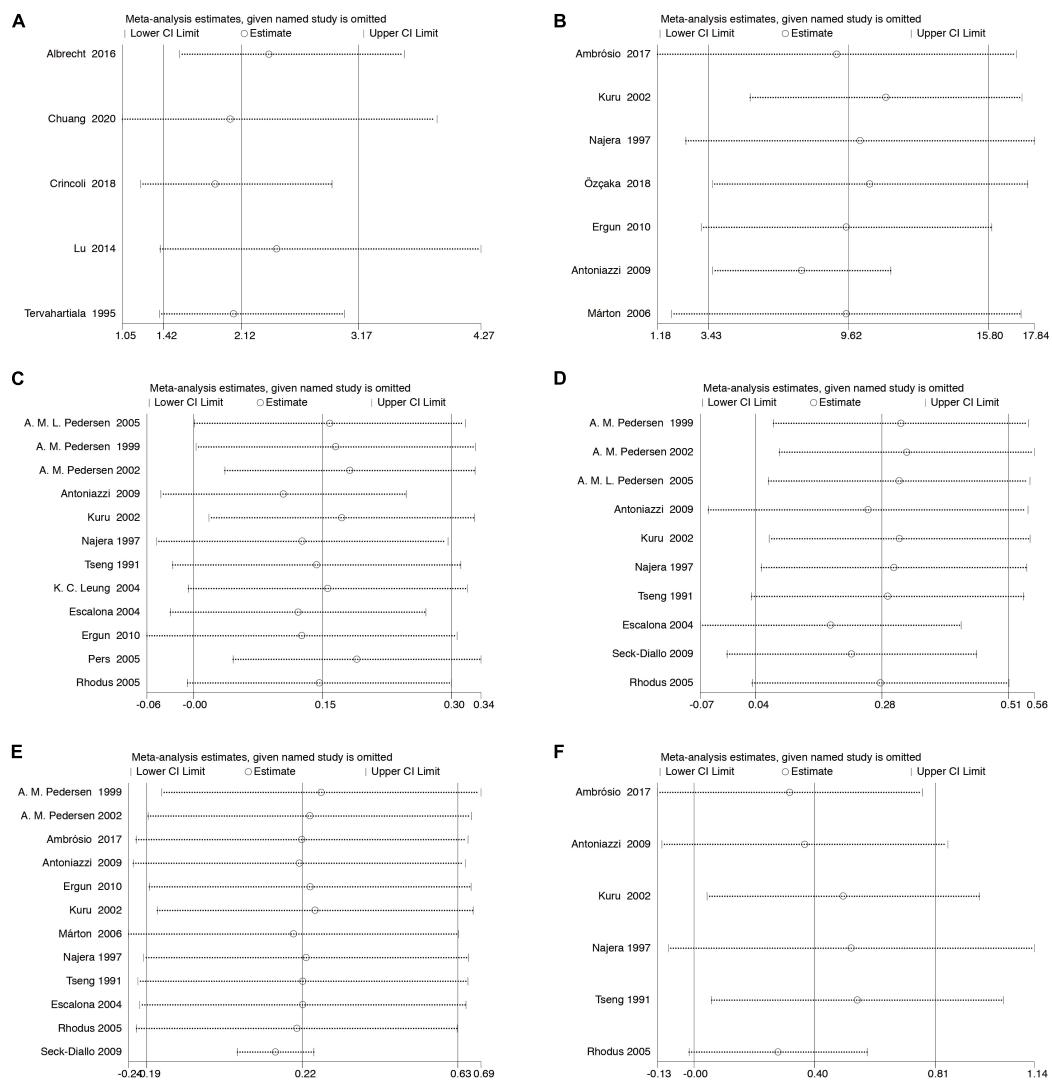 A
Meta-analysis estimates, given named study is omitted
Lower CI Limit Estimate Upper CI Limit
Albrecht 2016
Chuang 2020
Crincoli 2018
Lu 2014
Tervahartiala 1995
1.05 1.42 2.12 3.17 4.27
B
Meta-analysis estimates, given named study is omitted
Lower CI Limit Estimate Upper CI Limit
Ambrósio 2017
Kuru 2002
Najera 1997
Özçaka 2018
Ergun 2010
Antoniazzi 2009
Márton 2006
1.18 3.43 9.62 15.80 17.84
C
Meta-analysis estimates, given named study is omitted
Lower CI Limit Estimate Upper CI Limit
A. M. L. Pedersen 2005
A. M. Pedersen 1999
A. M. Pedersen 2002
Antoniazzi 2009
Kuru 2002
Najera 1997
Tseng 1991
K. C. Leung 2004
Escalona 2004
Ergun 2010
Pers 2005
Rhodus 2005
-0.06 -0.00 0.15 0.30 0.34
D
Meta-analysis estimates, given named study is omitted
Lower CI Limit Estimate Upper CI Limit
A. M. Pedersen 1999
A. M. Pedersen 2002
A. M. L. Pedersen 2005
Antoniazzi 2009
Kuru 2002
Najera 1997
Tseng 1991
Escalona 2004
Seck-Diallo 2009
Rhodus 2005
-0.07 0.04 0.28 0.51 0.56
E
Meta-analysis estimates, given named study is omitted
Lower CI Limit Estimate Upper CI Limit
A. M. Pedersen 1999
A. M. Pedersen 2002
Ambrósio 2017
Antoniazzi 2009
Ergun 2010
Kuru 2002
Márton 2006
Najera 1997
Tseng 1991
Escalona 2004
Rhodus 2005
Seck-Diallo 2009
-0.24 0.19 0.22 0.63 0.69
F
Meta-analysis estimates, given named study is omitted
Lower CI Limit Estimate Upper CI Limit
Ambrósio 2017
Antoniazzi 2009
Kuru 2002
Najera 1997
Tseng 1991
Rhodus 2005
-0.13 -0.00 0.40 0.81 1.14